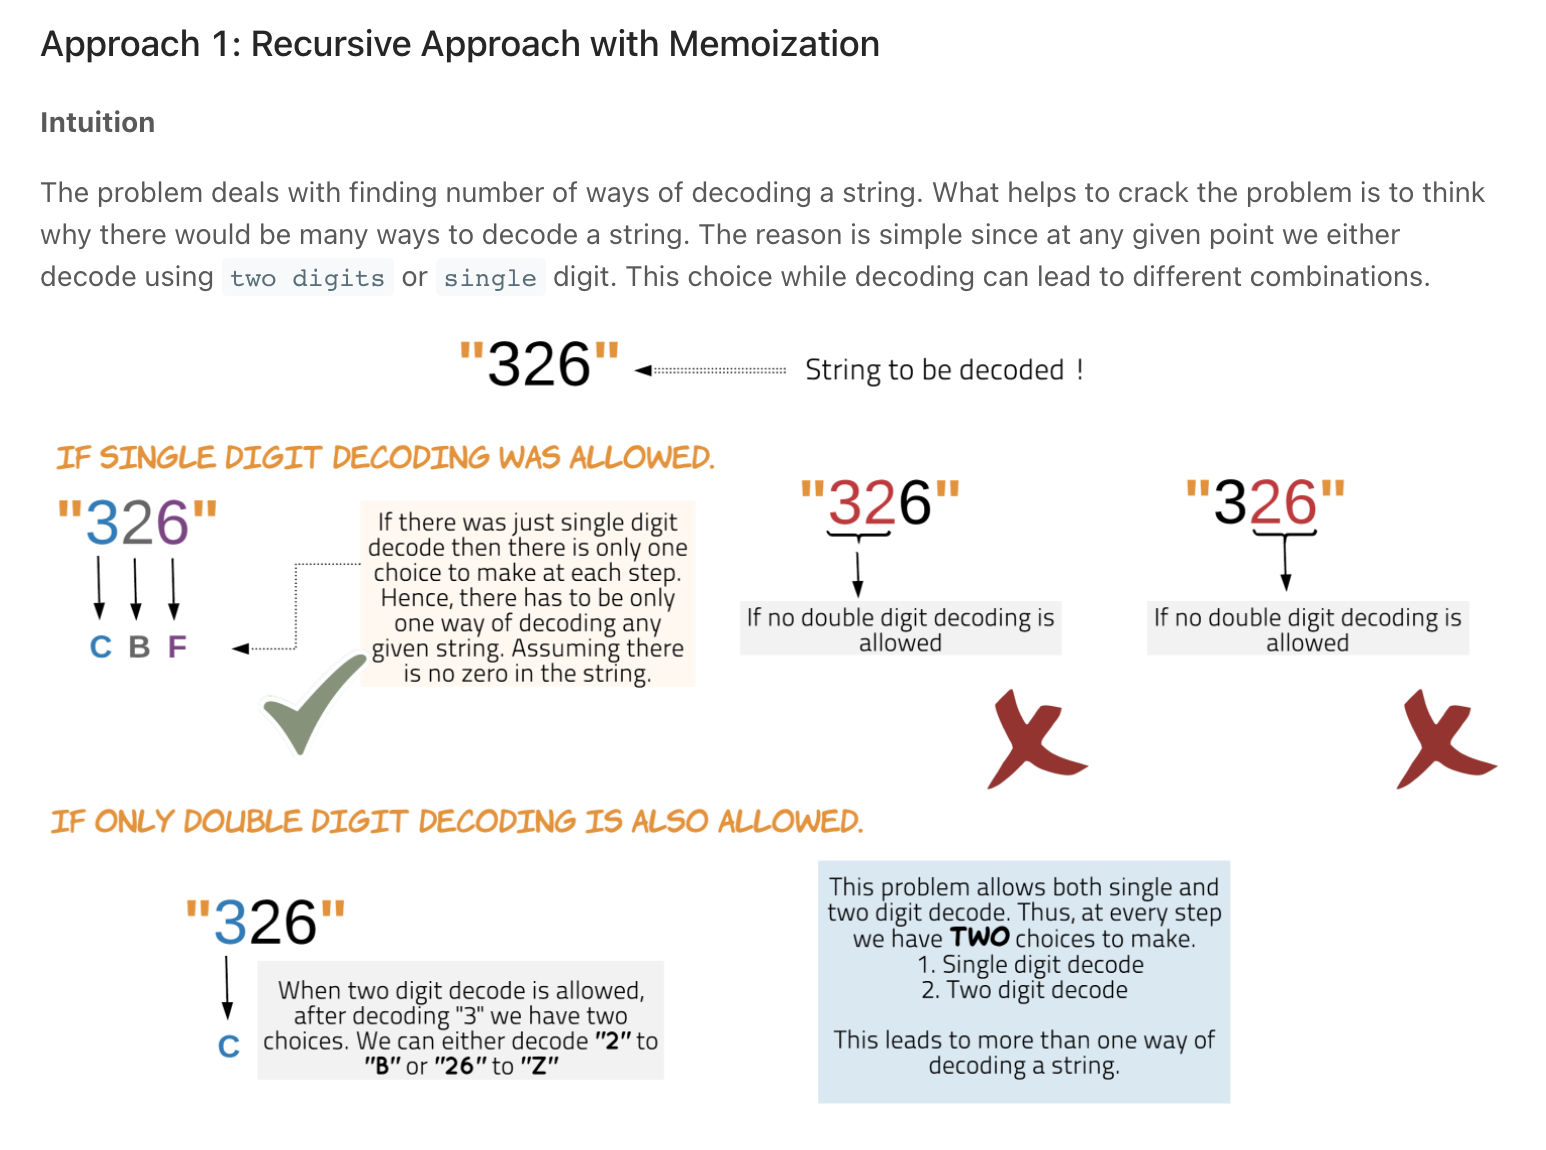 Approach 1: Recursive Approach with Memoization
Intuition
The problem deals with finding number of ways of decoding a string. What helps to crack the problem is to think
why there would be many ways to decode a string. The reason is simple since at any given point we either
decode using two digits or single digit. This choice while decoding can lead to different combinations.
"326"
String to be decoded !
IF SINGLE DIGIT DECODING WAS ALLOWED.
"326"
C B F
If there was just single digit
decode then there is only one
choice to make at each step.
Hence, there has to be only
one way of decoding any
given string. Assuming there
is no zero in the string.
"326"
If no double digit decoding is
allowed
"326"
If no double digit decoding is
allowed
IF ONLY DOUBLE DIGIT DECODING IS ALSO ALLOWED.
"326"
C
When two digit decode is allowed,
after decoding "3" we have two
choices. We can either decode "2" to
"B" or "26" to "Z"
This problem allows both single and
two digit decode. Thus, at every step
we have TWO choices to make.
1. Single digit decode
2. Two digit decode
This leads to more than one way of
decoding a string.